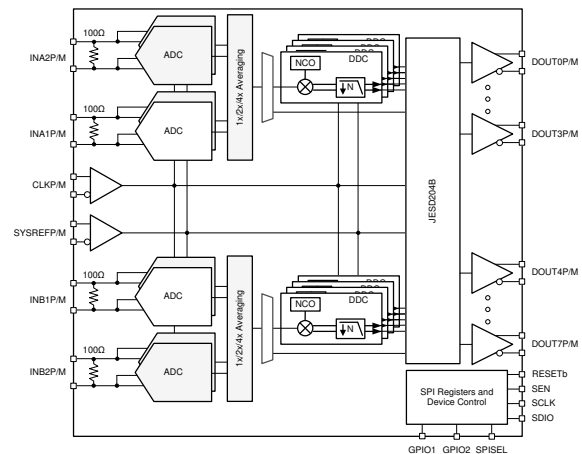 100Ω
INA2P/M
ADC
100Ω
INA1P/M
ADC
1x/2x/4x Averaging
DDC
DDC
NCO
N
JESD204B
DOUT0P/M
DOUT3P/M
CLKP/M
SYSREFP/M
100Ω
INB1P/M
ADC
100Ω
INB2P/M
ADC
1x/2x/4x Averaging
DDC
DDC
NCO
N
DOUT4P/M
DOUT7P/M
SPI Registers and
Device Control
RESETb
SEN
SCLK
SDIO
GPIO1 GPIO2 SPISEL